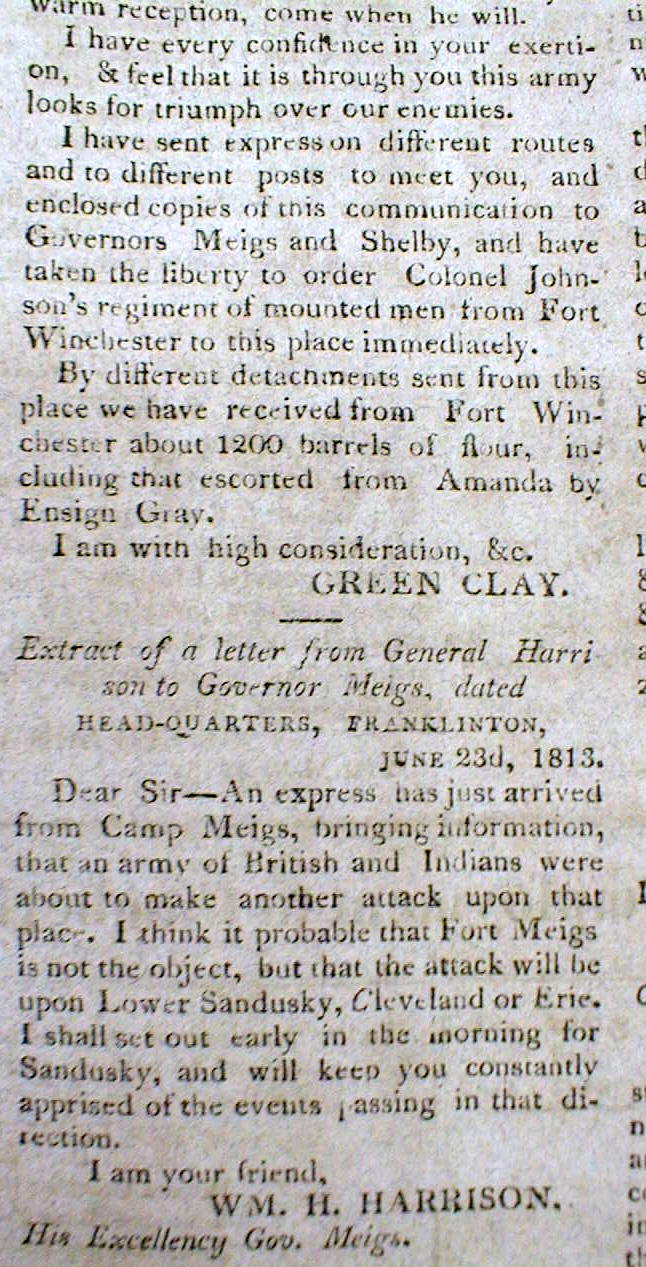 warm reception, come when he will.
I have every confidence in your exerti-
on, & feel that it is through you this army
looks for triumph over our enemies.
I have sent express on different routes
and to different posts to meet you, and
enclosed copies of this communication to
Governors Meigs and Shelby, and have
taken the liberty to order Colonel John-
son's regiment of mounted men from Fort
Winchester to this place immediately.
By different detachments sent from this
place we have received from Fort Win-
chester about 1200 barrels of flour, in-
cluding that escorted from Amanda by
Ensign Gray.
I am with high consideration, &c.
GREEN CLAY.
Extract of a letter from General Harri
son to Governor Meigs, dated
HEAD-QUARTERS, FRANKLINTON,
JUNE 23d, 1813.
Dear Sir—An express has just arrived
from Camp Meigs, bringing information,
that an army of British and Indians were
about to make another attack upon that
place. I think it probable that Fort Meigs
is not the object, but that the attack will be
upon Lower Sandusky, Cleveland or Erie.
I shall set out early in the morning for
Sandusky, and will keep you constantly
apprised of the events passing in that di-
rection.
I am your friend,
WM. H. HARRISON.
His Excellency Gov. Meigs.